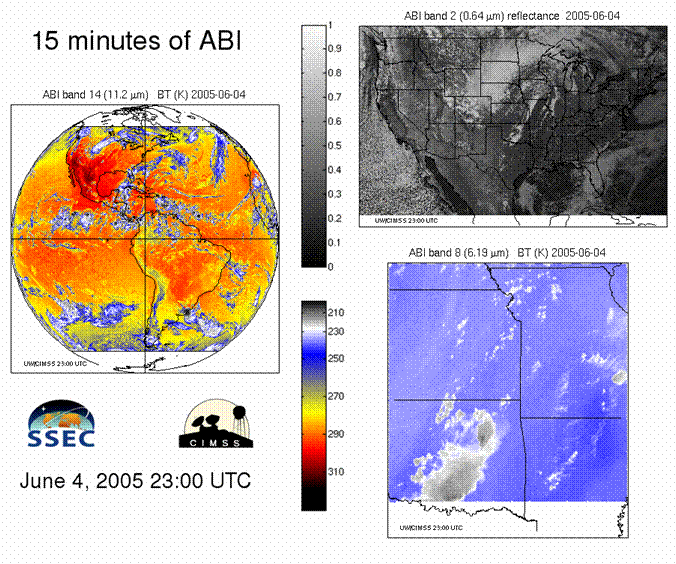 15 minutes of ABI
ABI band 14 (11.2 μm) BT (K) 2005-06-04
UW/CIMSS 23:00 UTC
SSEC
CIMSS
June 4, 2005 23:00 UTC
1
0.9
0.8
0.7
0.6
0.5
0.4
0.3
0.2
0.1
0
210
230
250
270
290
310
ABI band 2 (0.64 μm) reflectance 2005-06-04
UW/CIMSS 23:00 UTC
ABI band 8 (6.19 μm) BT (K) 2005-06-04
UW/CIMSS 23:00 UTC